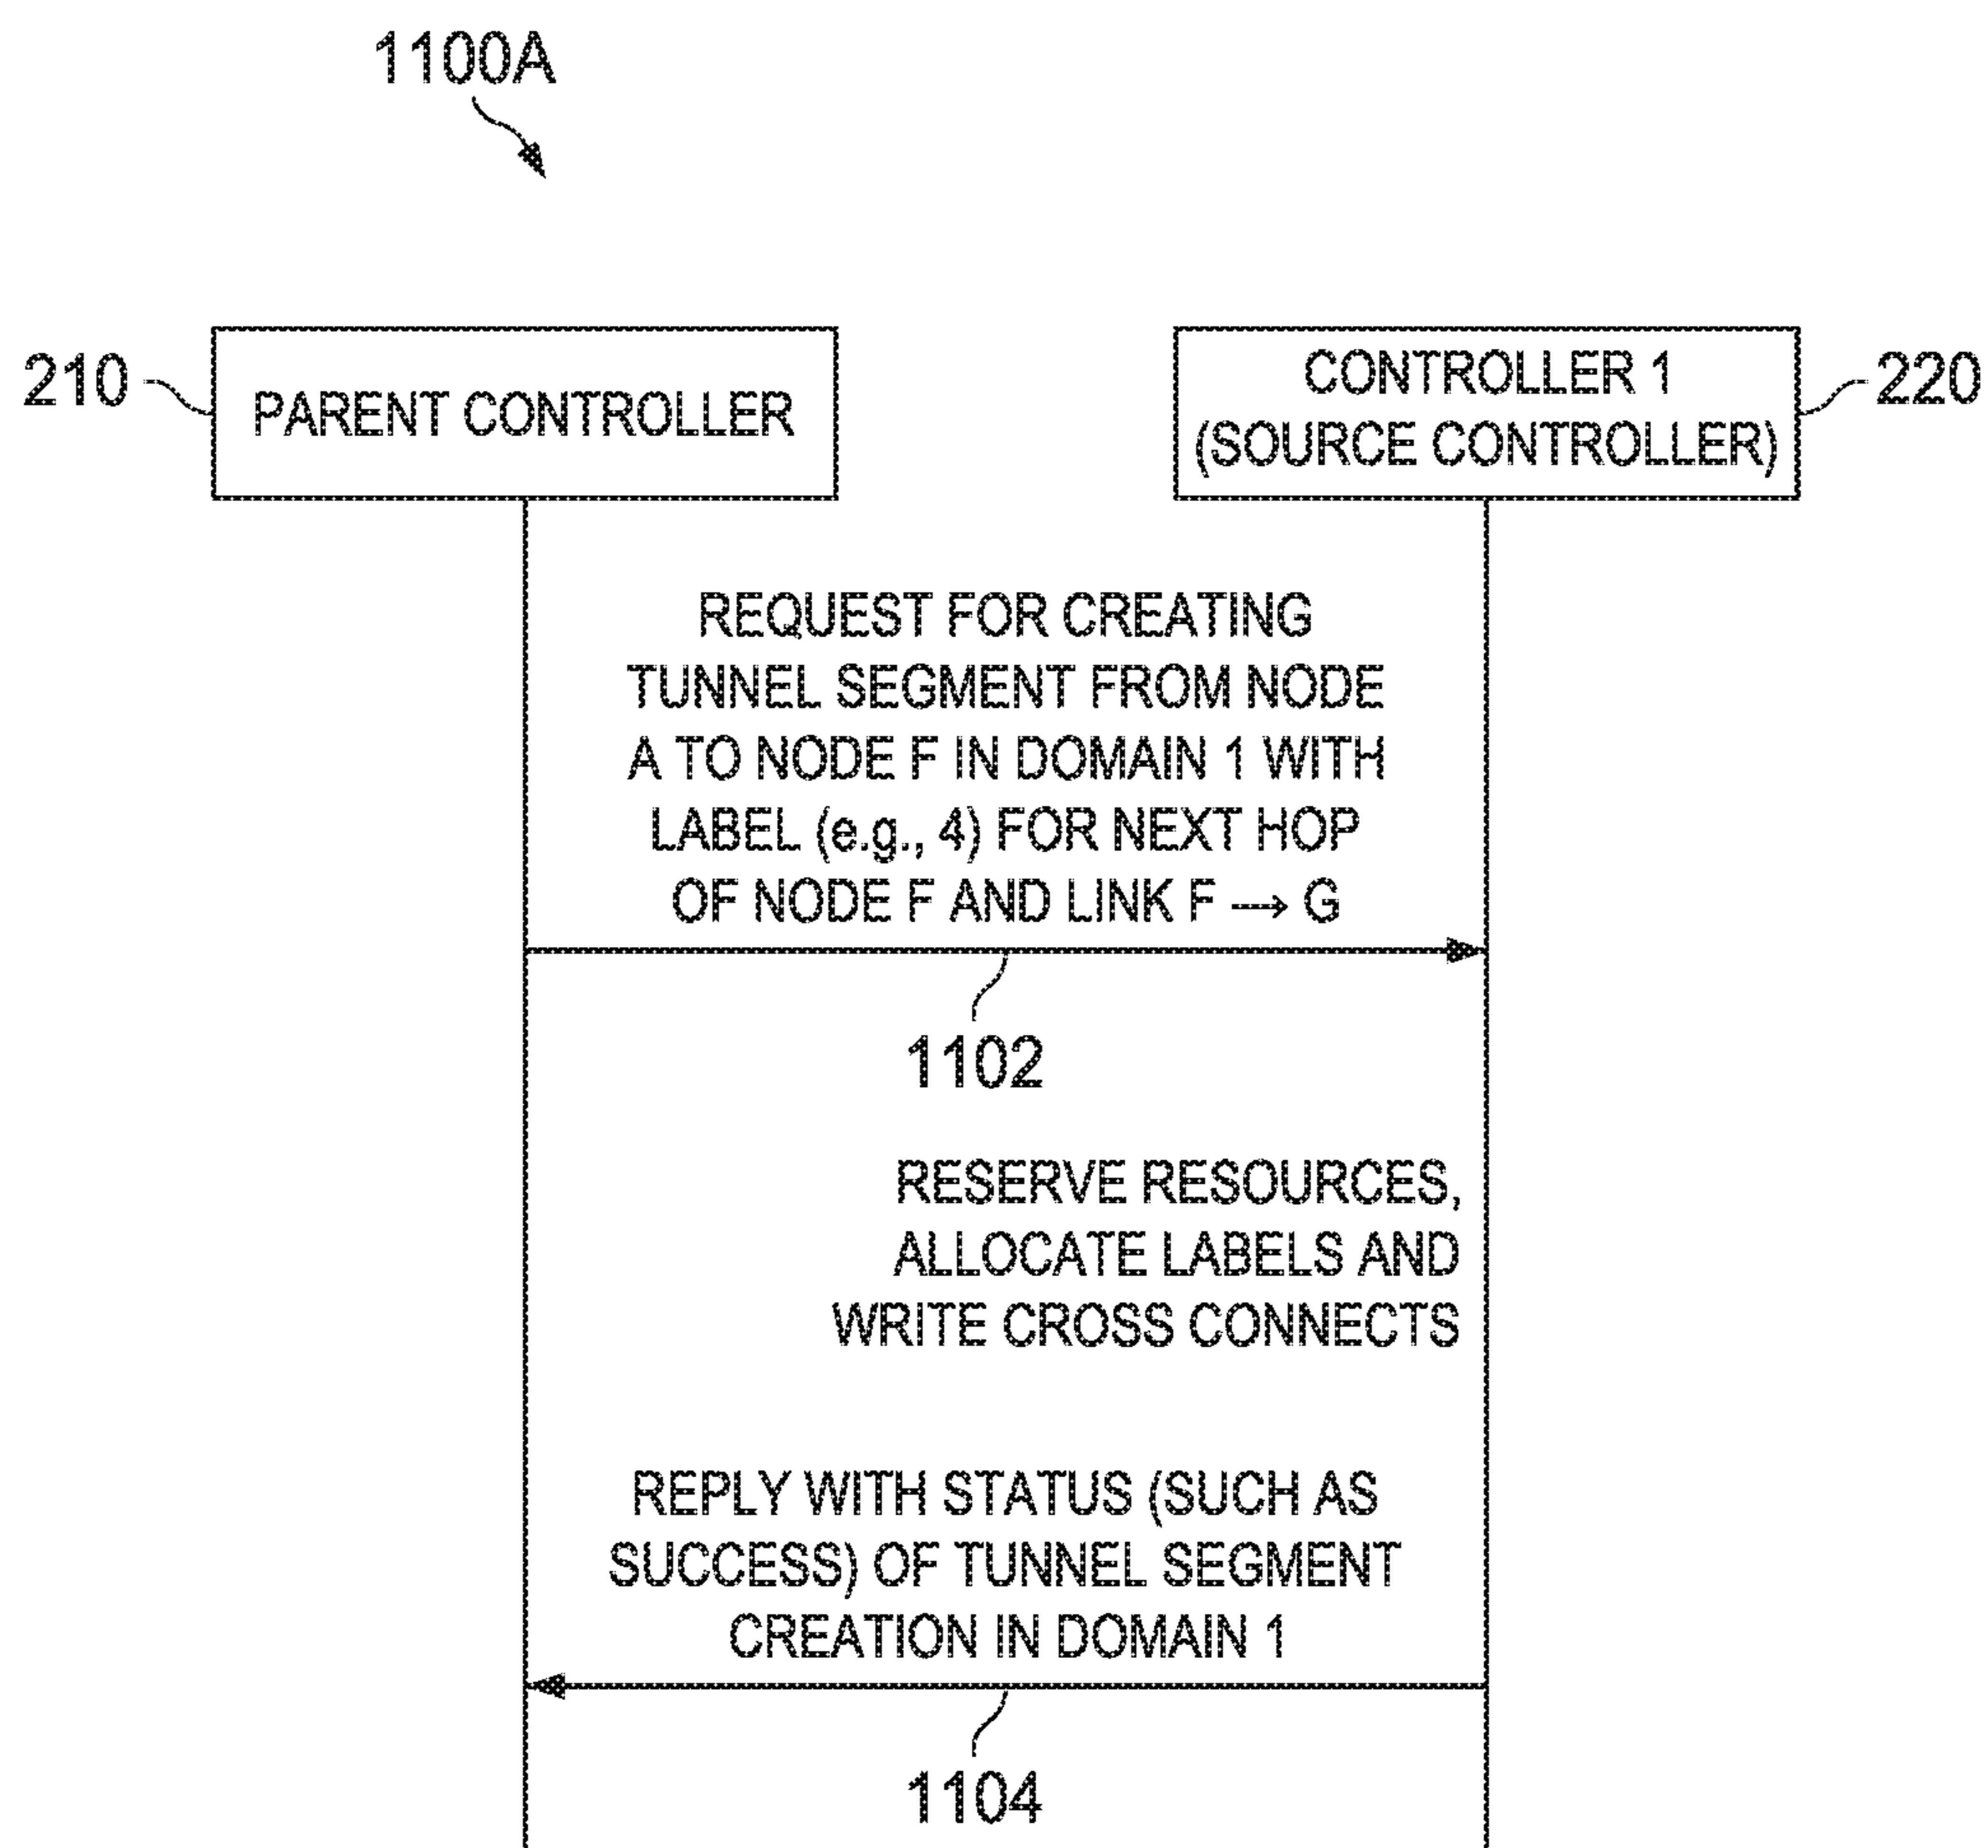 1100A
210
PARENT CONTROLLER
CONTROLLER 1
(SOURCE CONTROLLER)
220
REQUEST FOR CREATING
TUNNEL SEGMENT FROM NODE
A TO NODE F IN DOMAIN 1 WITH
LABEL (e.g., 4) FOR NEXT HOP
OF NODE F AND LINK F → G
1102
RESERVE RESOURCES,
ALLOCATE LABELS AND
WRITE CROSS CONNECTS
REPLY WITH STATUS (SUCH AS
SUCCESS) OF TUNNEL SEGMENT
CREATION IN DOMAIN 1
1104